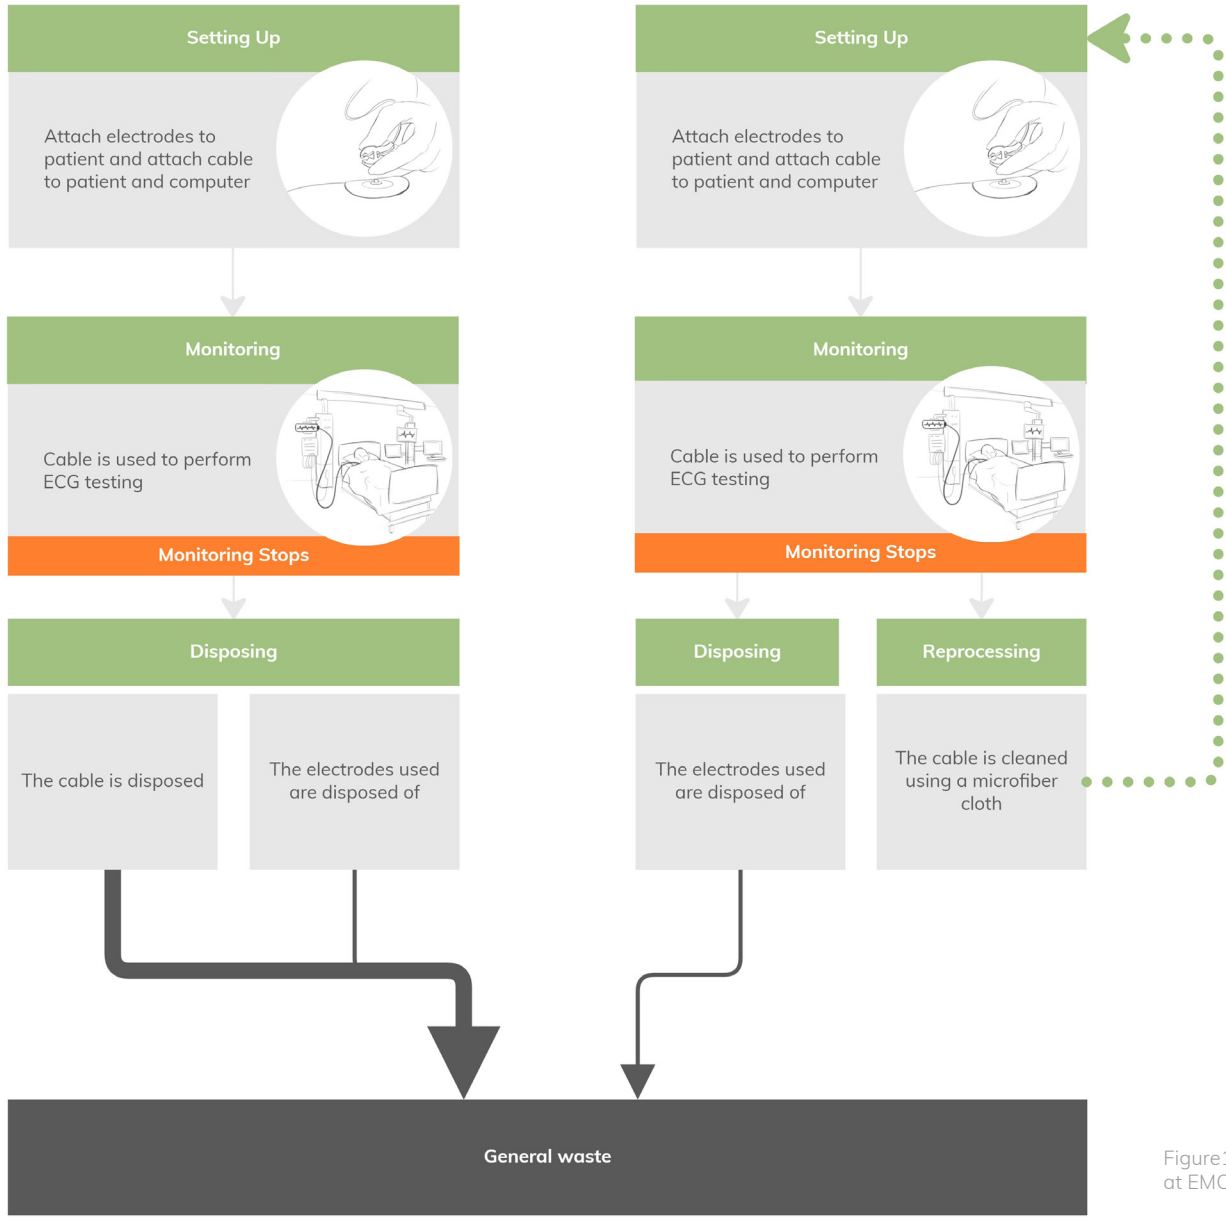 Setting Up
Attach electrodes to
patient and attach cable
to patient and computer
Monitoring
Cable is used to perform
ECG testing
Monitoring Stops
Disposing
The cable is disposed
The electrodes used
are disposed of
Setting Up
Attach electrodes to
patient and attach cable
to patient and computer
Monitoring
Cable is used to perform
ECG testing
Monitoring Stops
Disposing
The electrodes used
are disposed of
Reprocessing
The cable is cleaned
using a microfiber
cloth
General waste
Figure1
at EMC